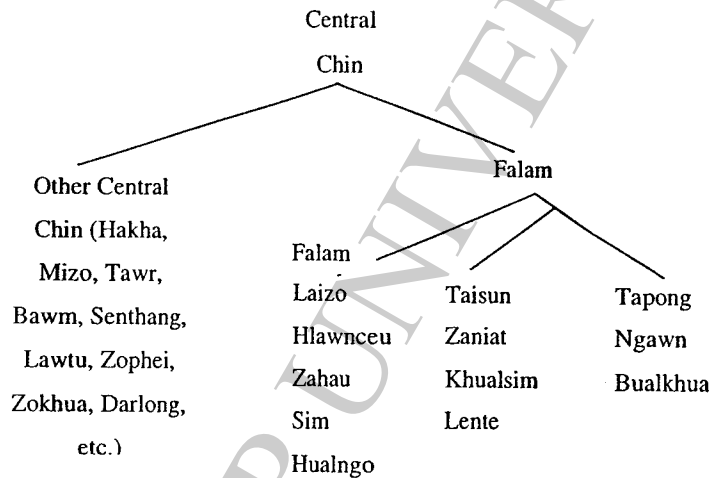 Central
Chin
Other Central
Chin (Hakha,
Mizo, Tawr,
Bawm, Senthang,
Lawtu, Zophei,
Zokhua, Darlong,
etc.)
Falam
Falam
Laizo
Hlawnceu
Zahau
Sim
Hualngo
Taisun
Zaniat
Khualsim
Lente
Tapong
Ngawn
Bualkhua
P UNIVER